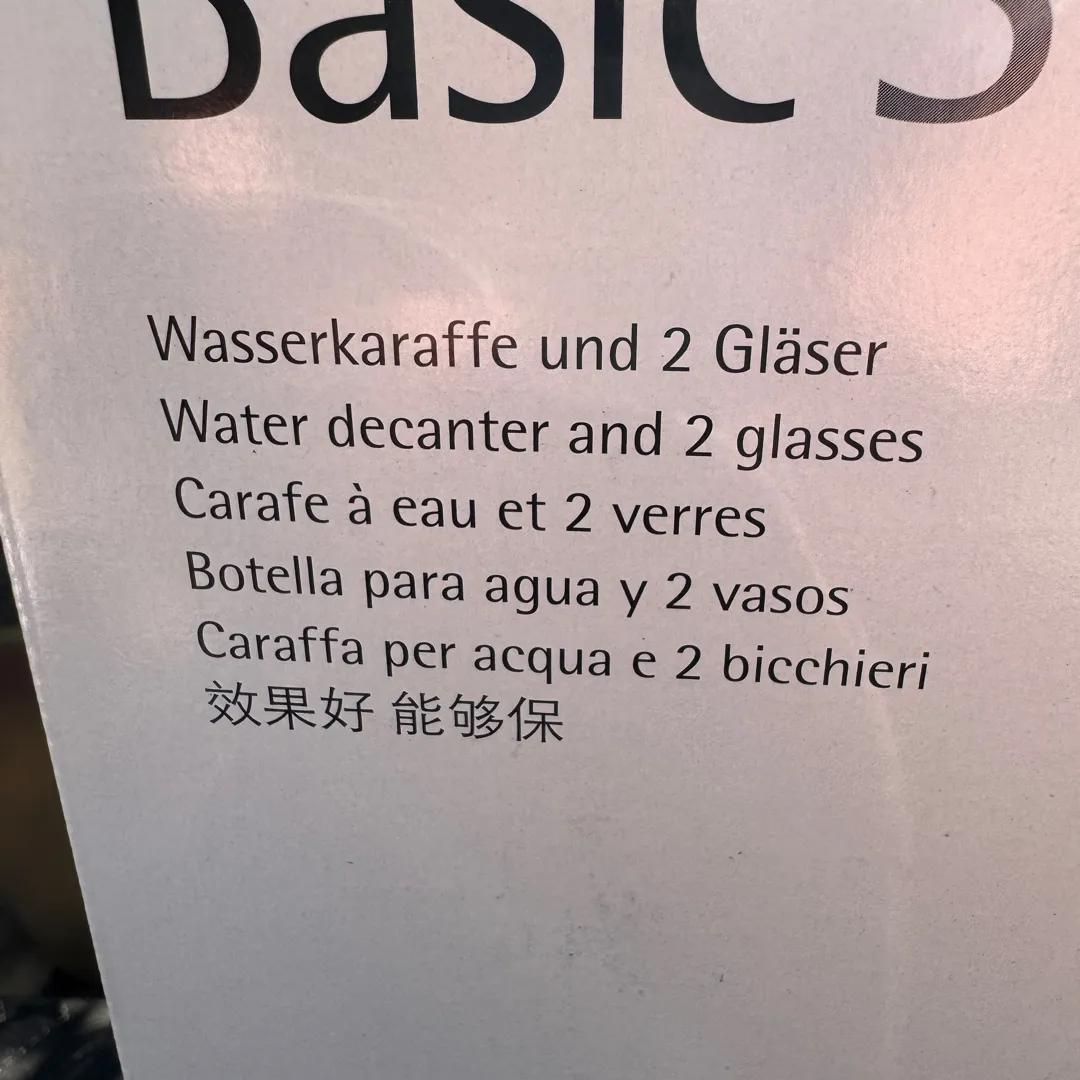 Basic S
Wasserkaraffe und 2 Gläser
Water decanter and 2 glasses
Carafe à eau et 2 verres
Botella para agua y 2 vasos
Caraffa per acqua e 2 bicchieri
效果好 能够保